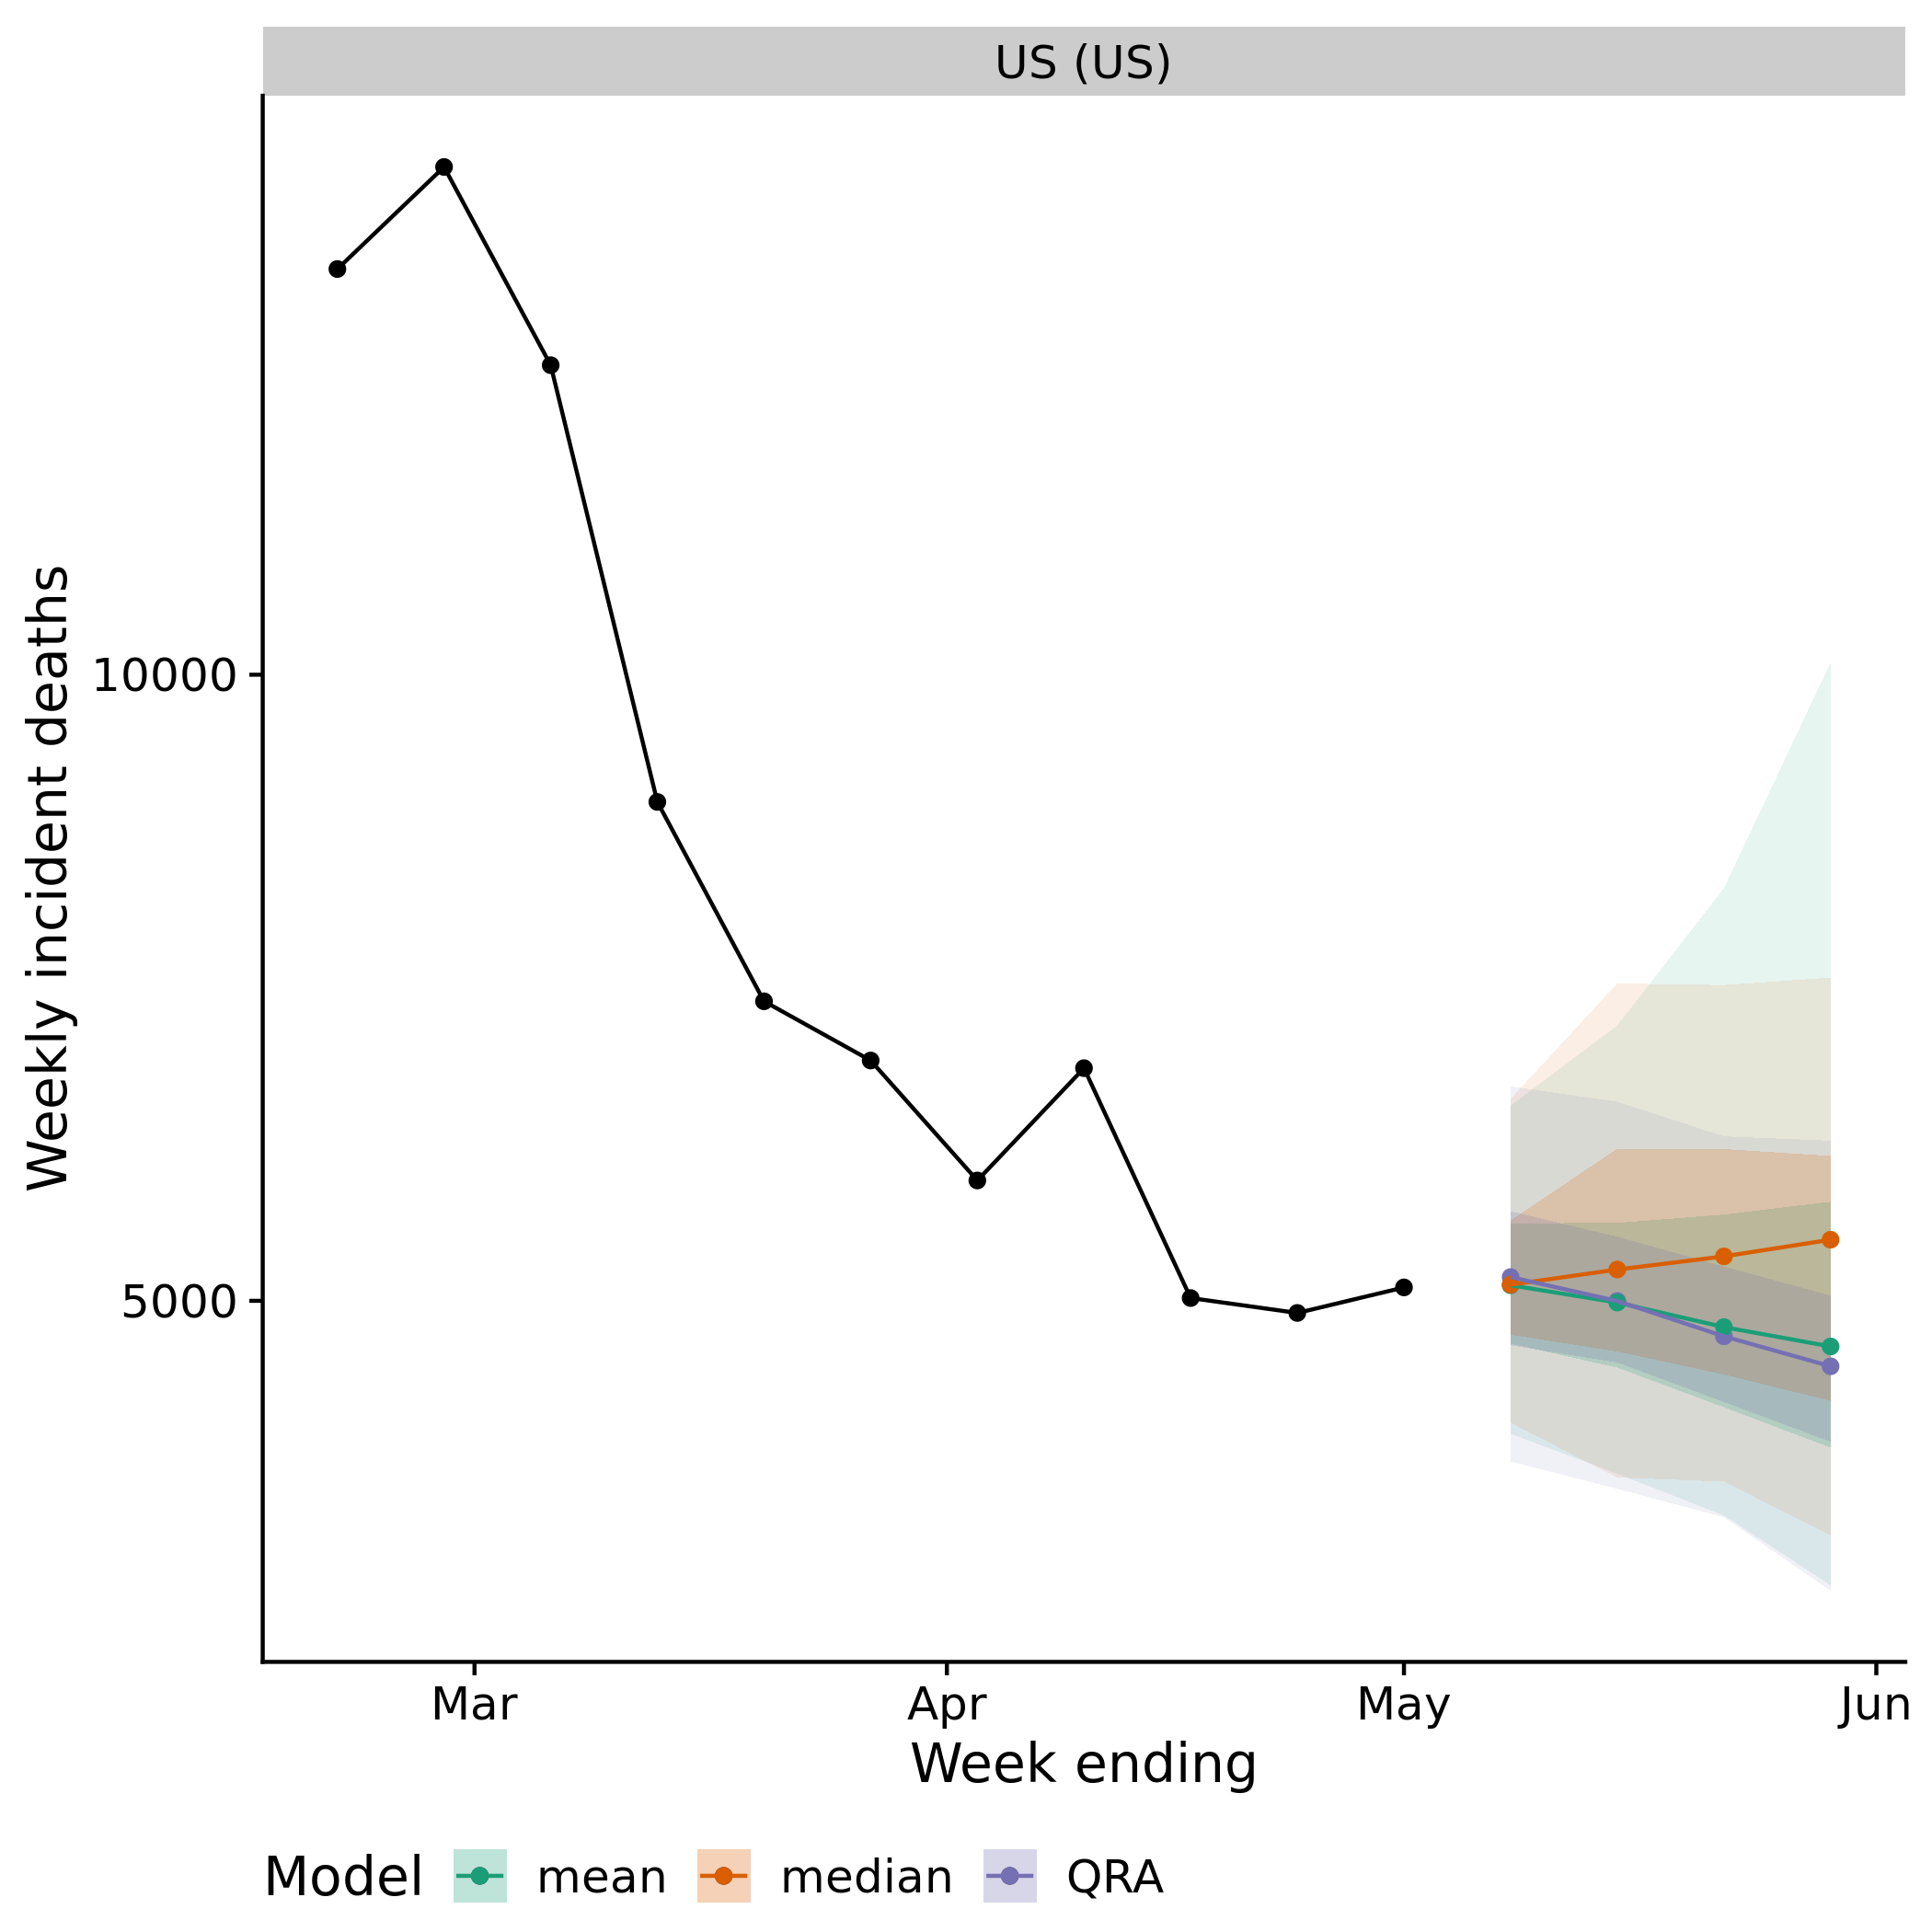 US (US)
Weekly incident deaths
10000
5000
Mar Apr May Jun
Week ending
Model mean median QRA